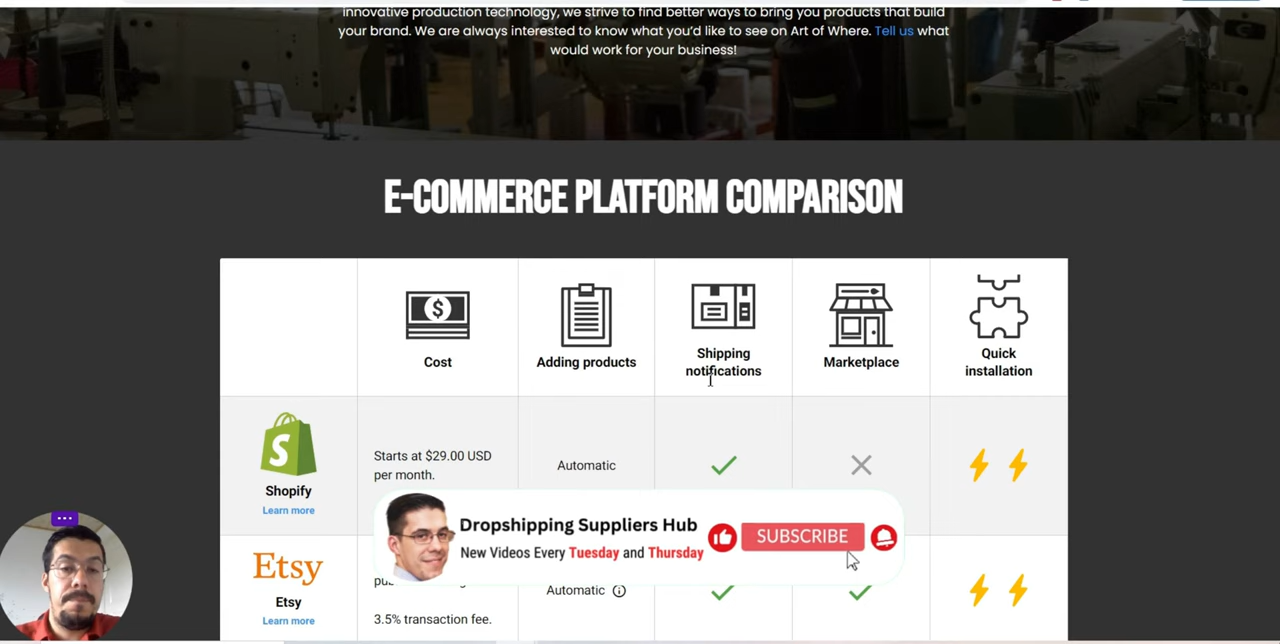 innovative production technology, we strive to find better ways to bring you products that build
your brand. We are always interested to know what you'd like to see on Art of Where. Tell us what
would work for your business!
E-COMMERCE PLATFORM COMPARISON
Cost
Adding products
Shipping
notifications
Marketplace
Quick
installation
Shopify
Learn more
Starts at $29.00 USD
per month.
Automatic
Dropshipping Suppliers Hub
New Videos Every Tuesday and Thursday
SUBSCRIBE
Etsy
Etsy
Learn more
3.5% transaction fee.
Automatic